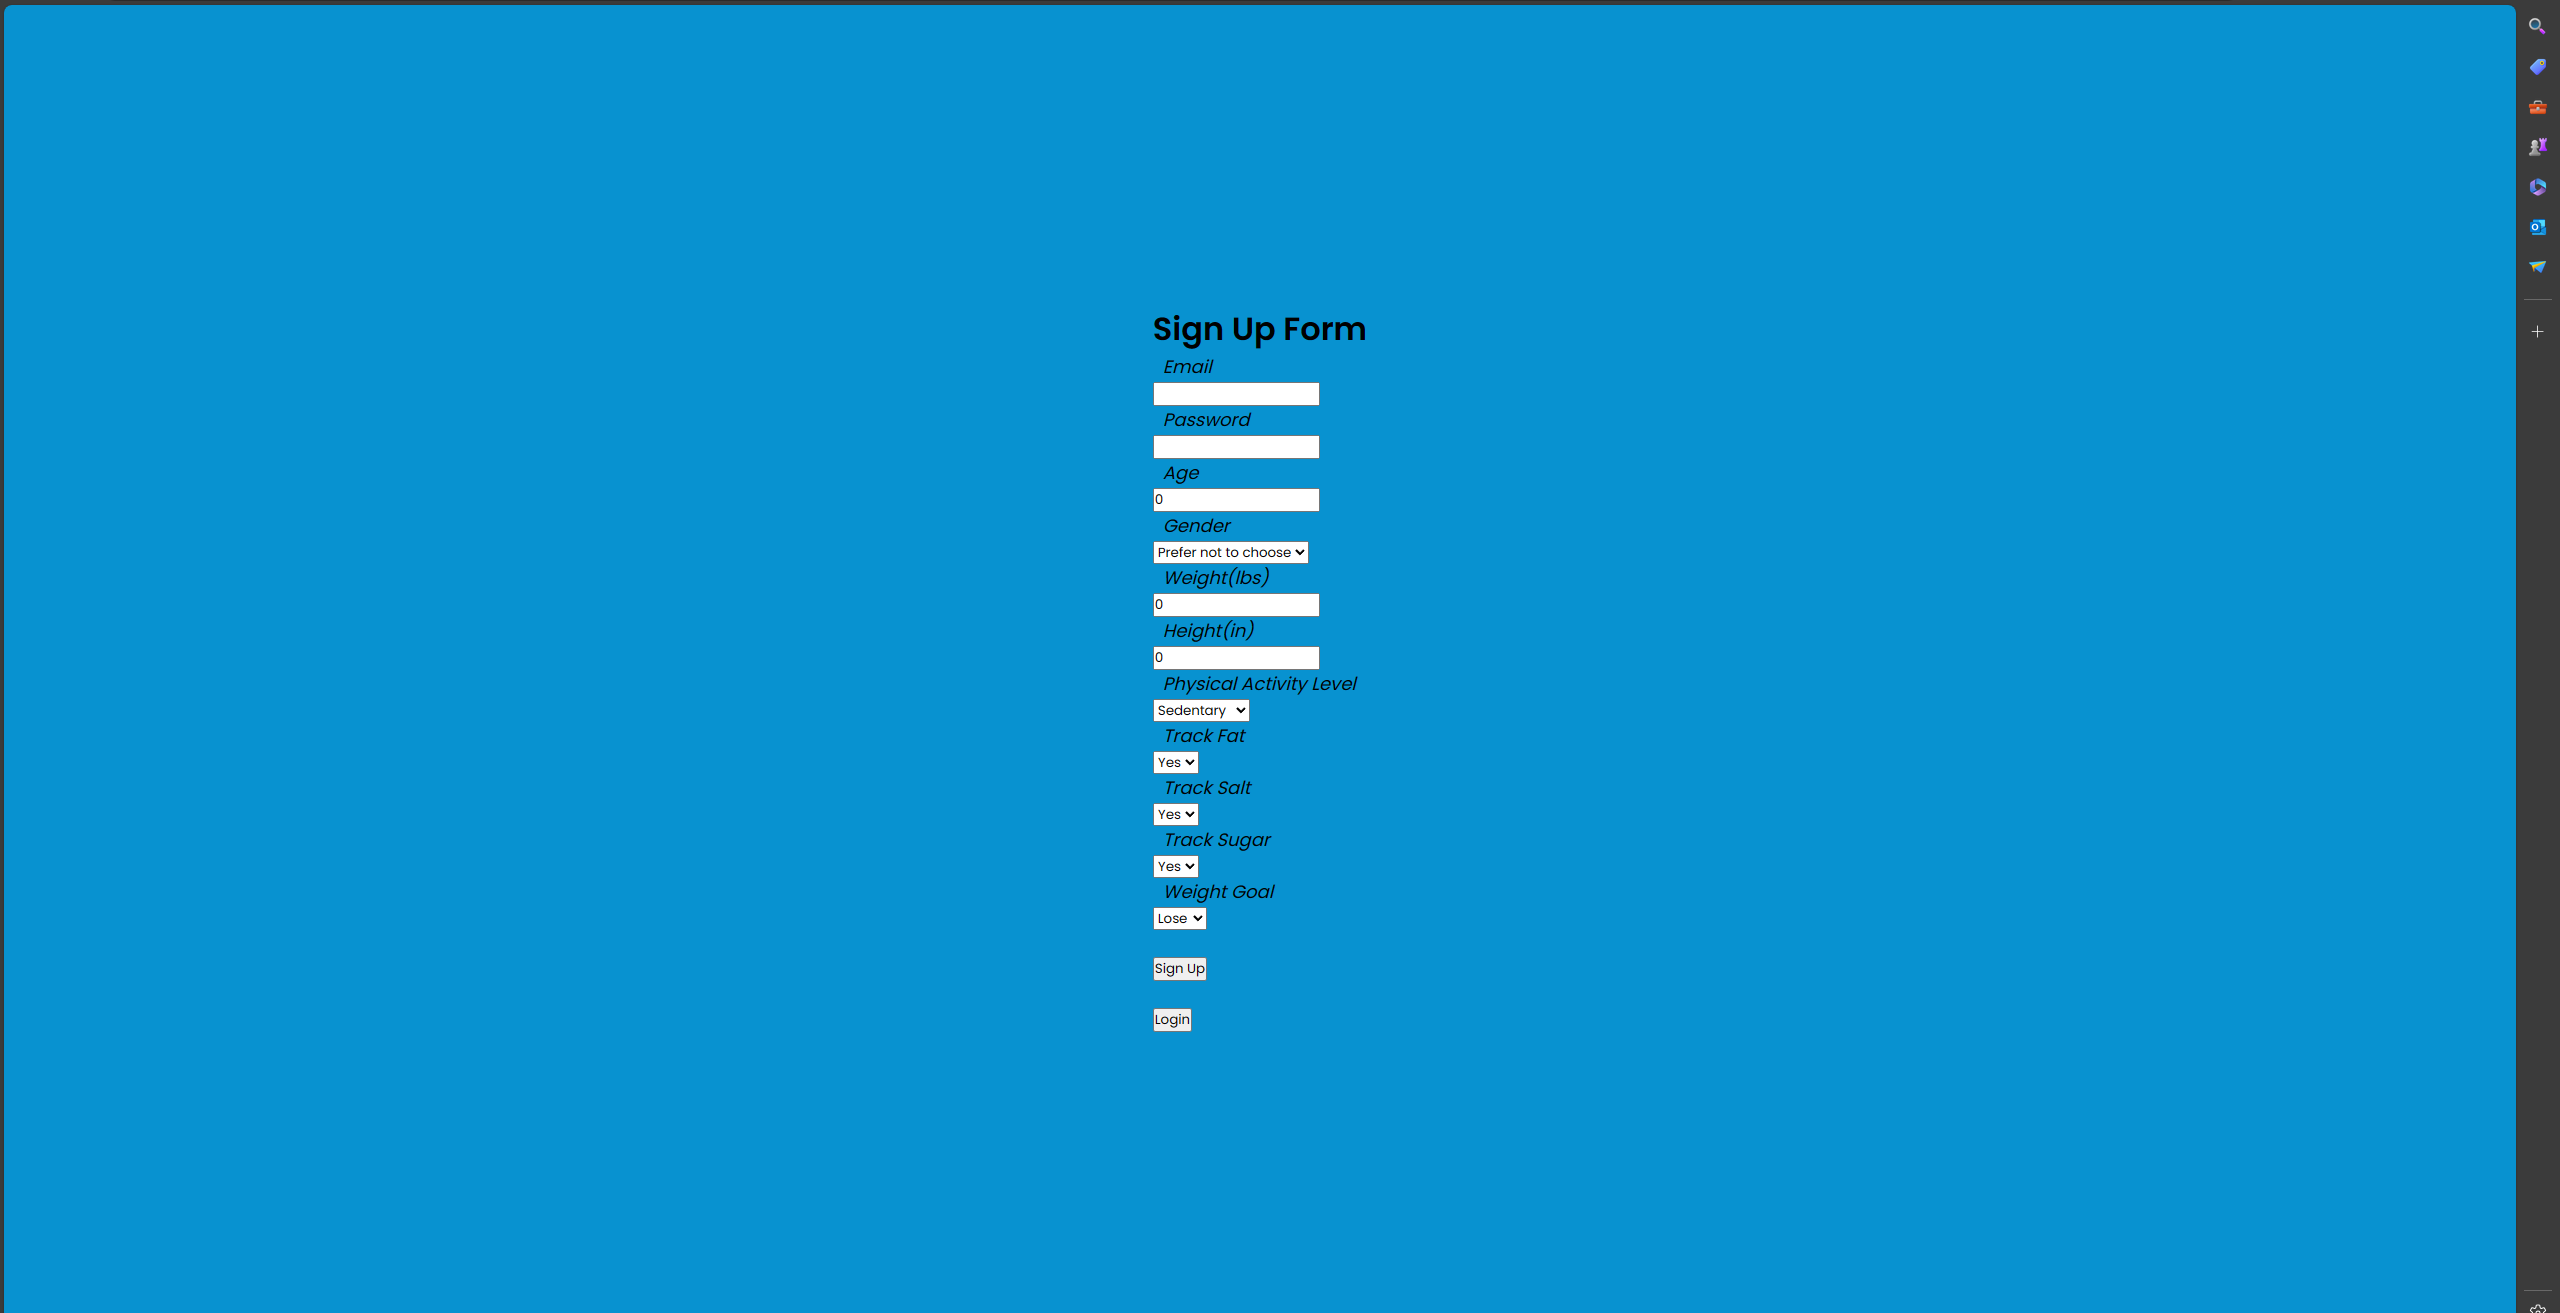 Sign Up Form
Email
Password
Age
0
Gender
Prefer not to choose
Weight(lbs)
0
Height(in)
0
Physical Activity Level
Sedentary
Track Fat
Yes
Track Salt
Yes
Track Sugar
Yes
Weight Goal
Lose
Sign Up
Login